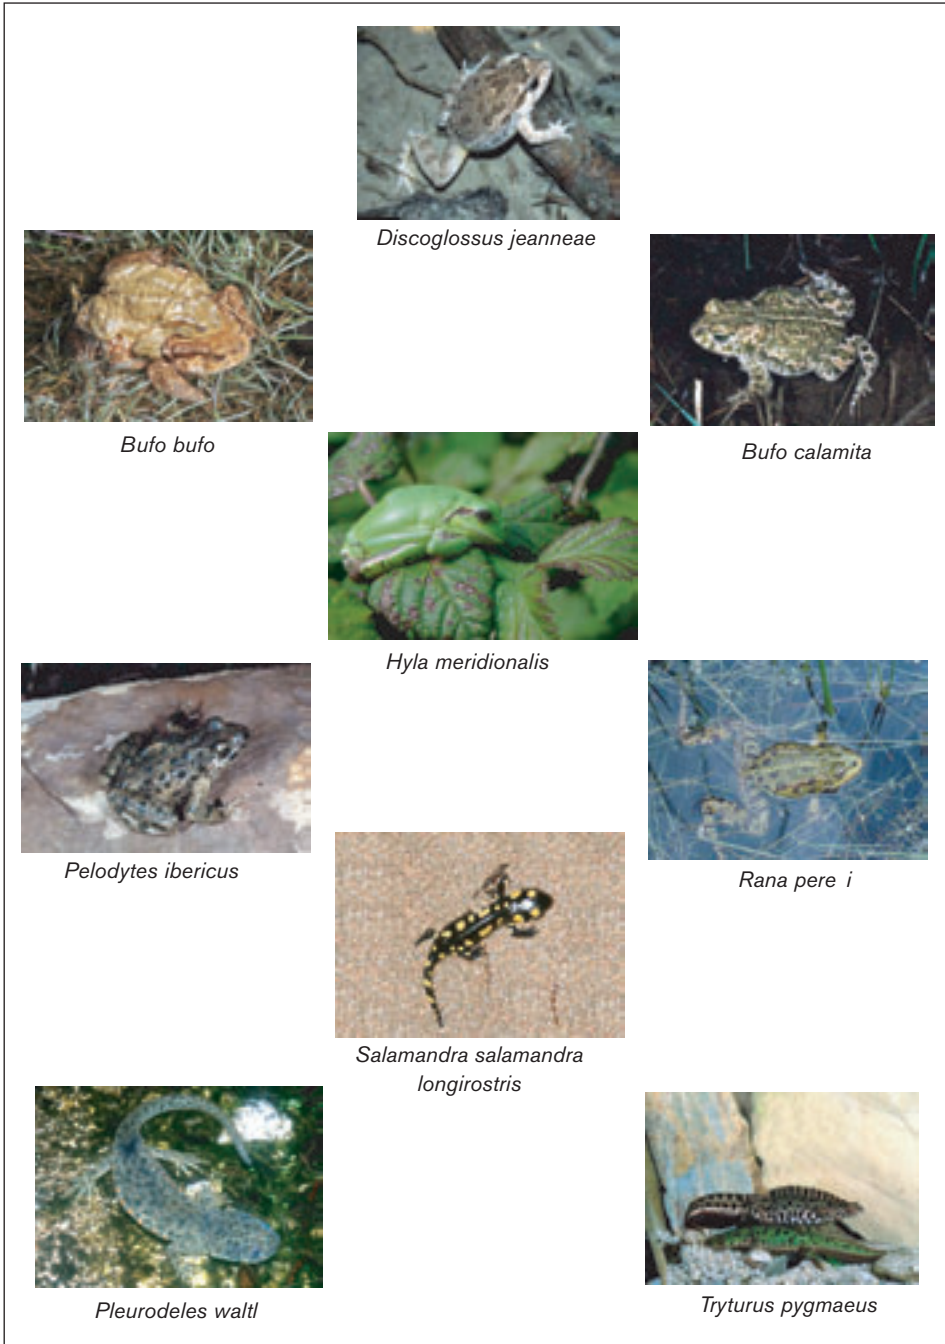 Discoglossus jeanneae
Bufo bufo
Bufo calamita
Hyla meridionalis
Pelodytes ibericus
Rana pere i
Salamandra salamandra
longirostris
Pleurodeles waltl
Tryturus pygmaeus